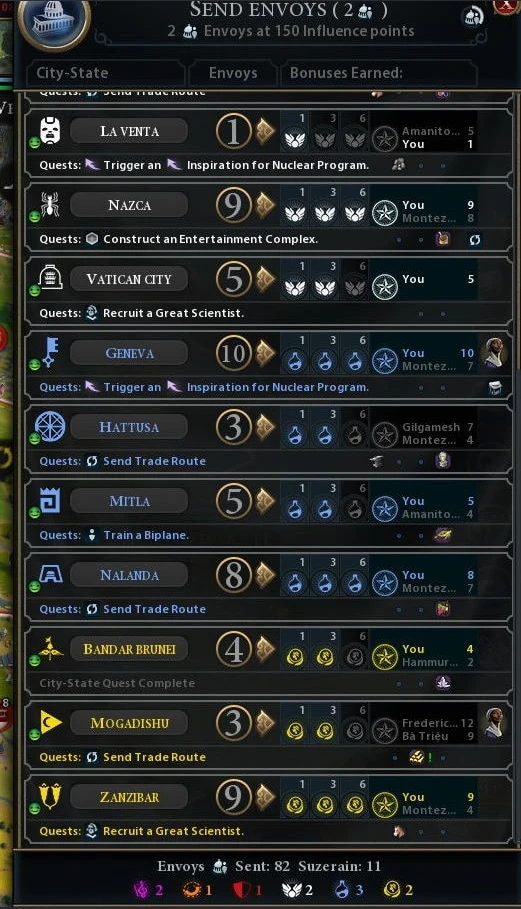 SEND ENVOYS ( 2 )
2 Envoys at 150 Influence points
City-State Envoys Bonuses Earned:
Quests: Send Trade Route
1 3 6
LA VENTA 1 Amanito... 5
You 1
Quests: Trigger an Inspiration for Nuclear Program.
1 3 6
NAZCA 9 You 9
Montez... 8
Quests: Construct an Entertainment Complex.
1 3 6
VATICAN CITY 5 You 5
Quests: Recruit a Great Scientist.
1 3 6
GENEVA 10 You 10
Montez... 7
Quests: Trigger an Inspiration for Nuclear Program.
1 3 6
HATTUSA 3 Gilgamesh 7
Montez... 4
Quests: Send Trade Route
1 3 6
MITLA 5 You 5
Amanito... 4
Quests: Train a Biplane.
1 3 6
NALANDA 8 You 8
Montez... 7
Quests: Send Trade Route
1 3 6
BANDAR BRUNEI 4 You 4
Hammur... 2
City-State Quest Complete
1 3 6
MOGADISHU 3 Frederic... 12
Bà Triệu 9
Quests: Send Trade Route
!
1 3 6
ZANZIBAR 9 You 9
Montez... 4
Quests: Recruit a Great Scientist.
Envoys Sent: 82 Suzerain: 11
2 1 1 2 3 2